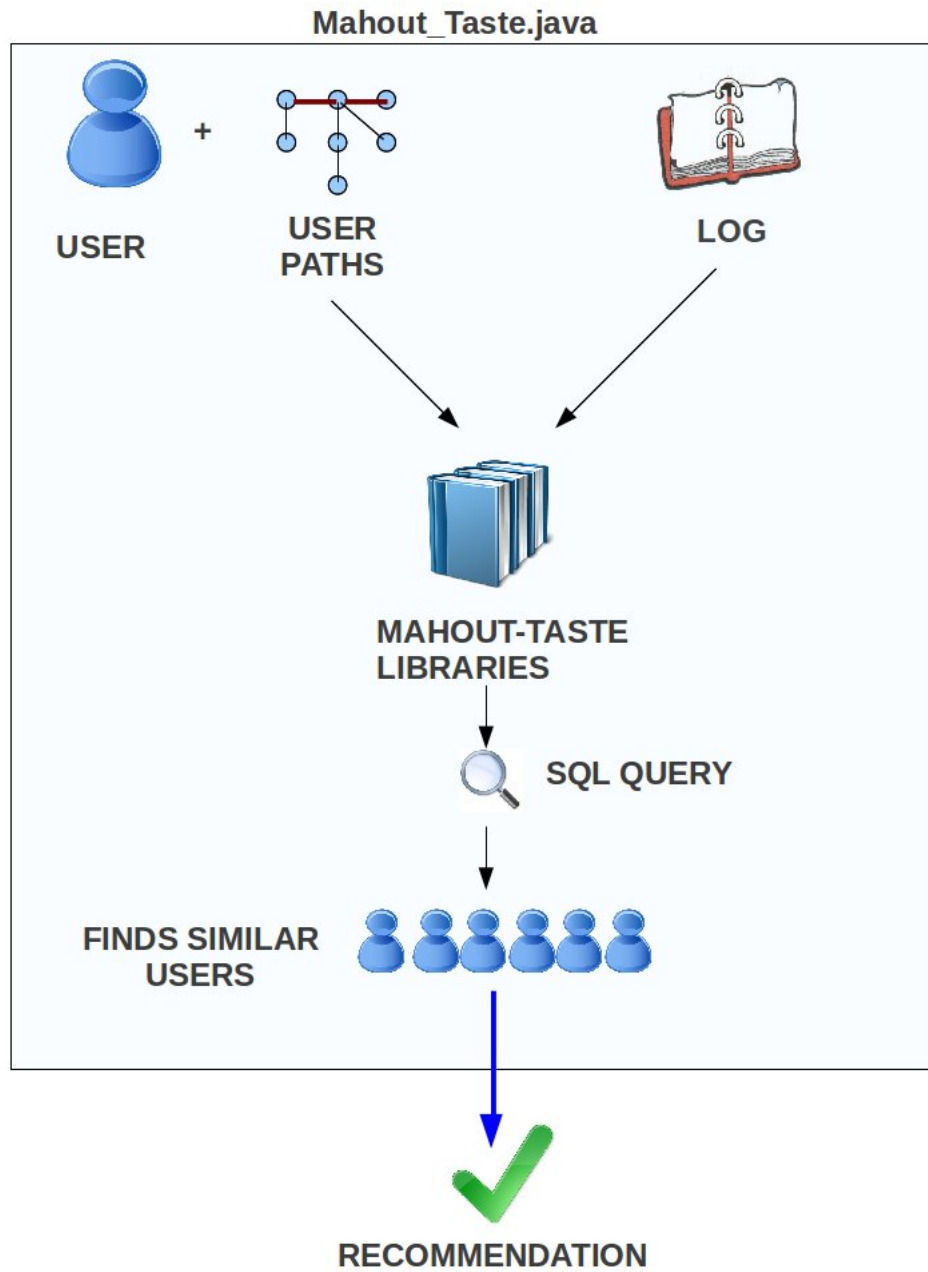 Mahout_Taste.java
+
USER
USER
PATHS
LOG
MAHOUT-TASTE
LIBRARIES
SQL QUERY
FINDS SIMILAR
USERS
RECOMMENDATION